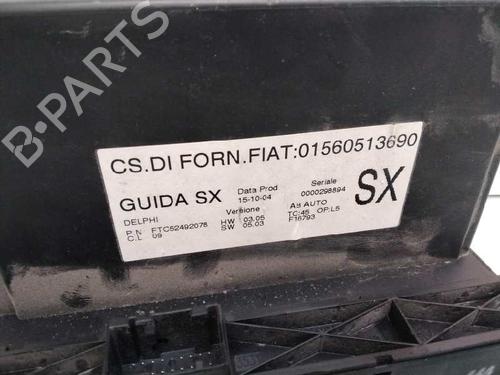 CS.DI FORN.FIAT:01560513690
GUIDA SX
Data Prod
15-10-04
Seriale
0000298894
SX
DELPHI
Versione
A8 AUTO
P.N FTC52492078
HW 03.05
TC:45 OP:L5
C.L 09
SW 05.03
F16793
B-Parts